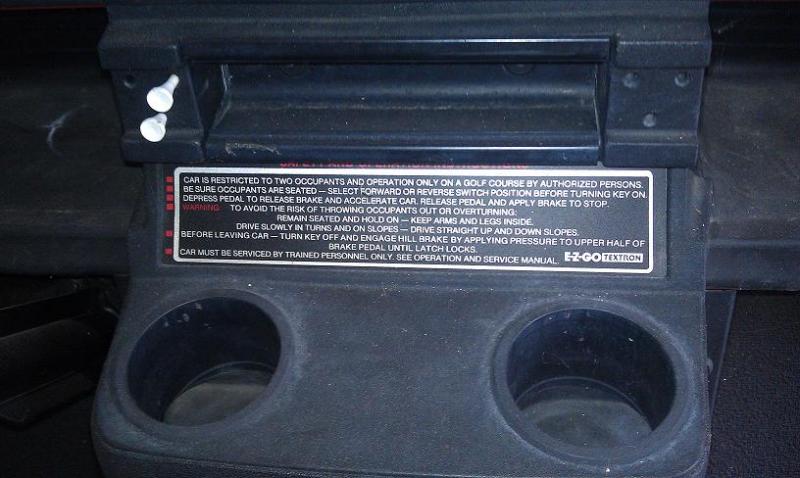 SAFETY AND OPERATION INSTRUCTIONS
CAR IS RESTRICTED TO TWO OCCUPANTS AND OPERATION ONLY ON A GOLF COURSE BY AUTHORIZED PERSONS.
BE SURE OCCUPANTS ARE SEATED — SELECT FORWARD OR REVERSE SWITCH POSITION BEFORE TURNING KEY ON.
DEPRESS PEDAL TO RELEASE BRAKE AND ACCELERATE CAR. RELEASE PEDAL AND APPLY BRAKE TO STOP.
WARNING: TO AVOID THE RISK OF THROWING OCCUPANTS OUT OR OVERTURNING:
REMAIN SEATED AND HOLD ON — KEEP ARMS AND LEGS INSIDE.
DRIVE SLOWLY IN TURNS AND ON SLOPES — DRIVE STRAIGHT UP AND DOWN SLOPES.
BEFORE LEAVING CAR — TURN KEY OFF AND ENGAGE HILL BRAKE BY APPLYING PRESSURE TO UPPER HALF OF
BRAKE PEDAL UNTIL LATCH LOCKS.
CAR MUST BE SERVICED BY TRAINED PERSONNEL ONLY. SEE OPERATION AND SERVICE MANUAL. E-Z-GO TEXTRON